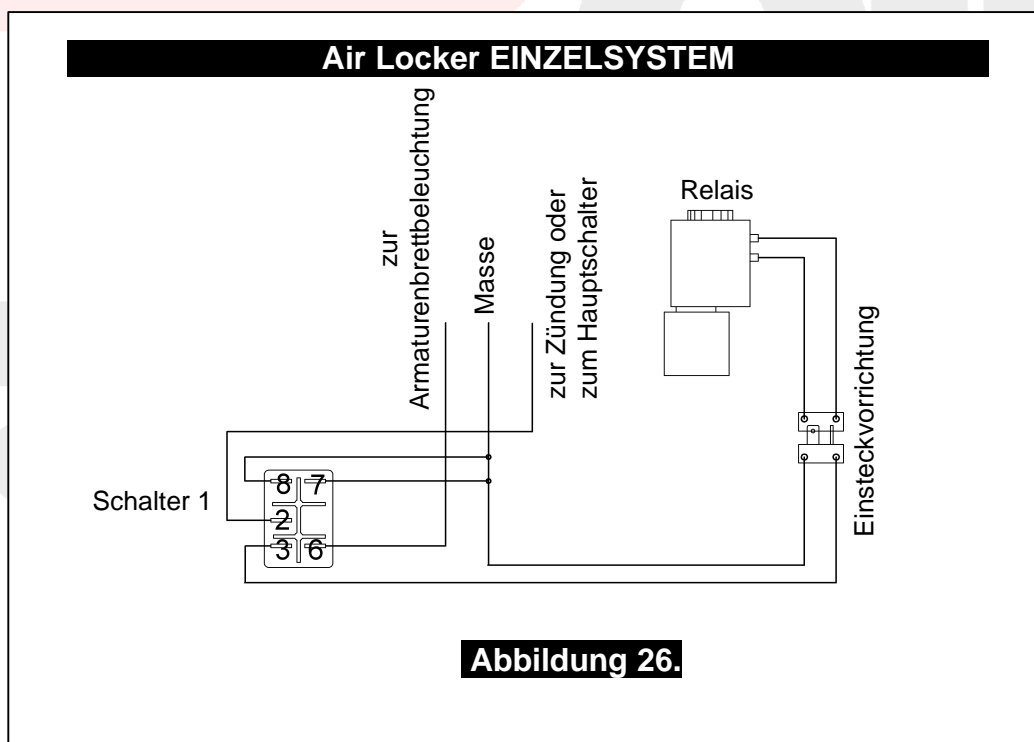 Air Locker EINZELSYSTEM
zur
Armaturenbrettbeleuchtung
Masse
zur Zündung oder
zum Hauptschalter
Relais
Einsteckvorrichtung
Schalter 1
8 7
2
3 6
Abbildung 26.